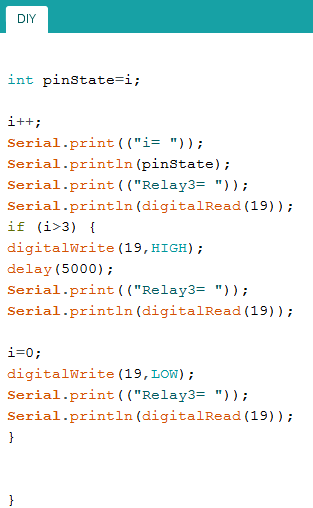 DIY
int pinState=i;
i++;
Serial.print(("i= "));
Serial.println(pinState);
Serial.print(("Relay3= "));
Serial.println(digitalRead(19));
if (i>3) {
digitalWrite(19,HIGH);
delay(5000);
Serial.print(("Relay3= "));
Serial.println(digitalRead(19));
i=0;
digitalWrite(19,LOW);
Serial.print(("Relay3= "));
Serial.println(digitalRead(19));
}
}